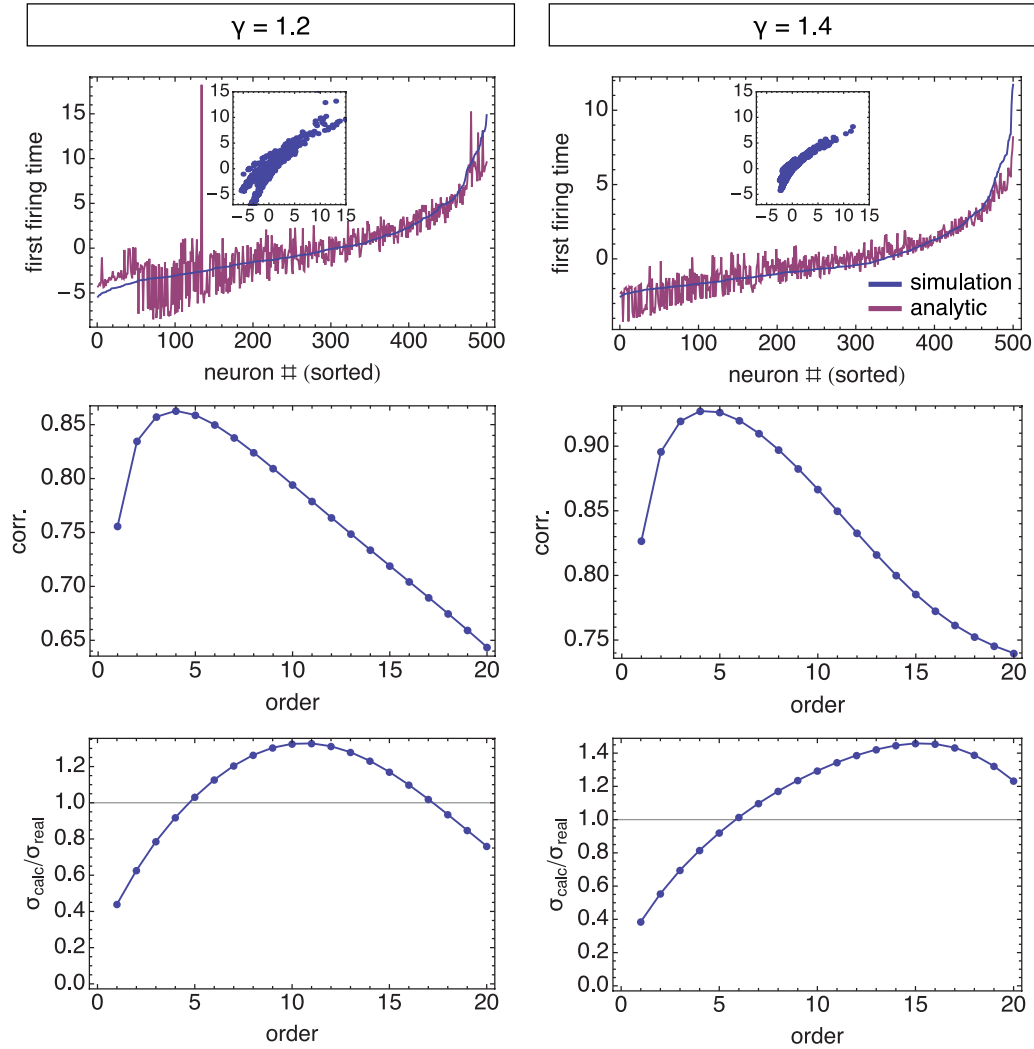 γ = 1.2
γ = 1.4
first firing time
15
10
5
0
−5
15
10
5
0
−5
−5 0 5 10 15
0 100 200 300 400 500
neuron # (sorted)
first firing time
10
5
0
15
10
5
0
−5
−5 0 5 10 15
simulation
analytic
0 100 200 300 400 500
neuron # (sorted)
corr.
0.85
0.80
0.75
0.70
0.65
0 5 10 15 20
order
corr.
0.90
0.85
0.80
0.75
0 5 10 15 20
order
σcalc/σreal
1.2
1.0
0.8
0.6
0.4
0.2
0.0
0 5 10 15 20
order
σcalc/σreal
1.4
1.2
1.0
0.8
0.6
0.4
0.2
0.0
0 5 10 15 20
order